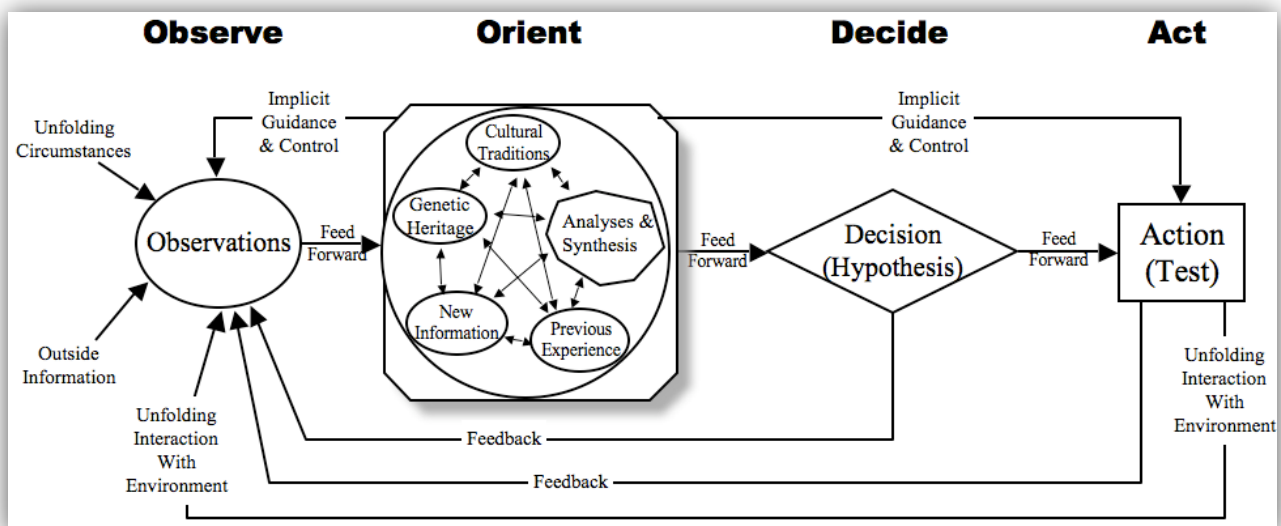 Observe
Orient
Decide
Act
Implicit
Guidance
& Control
Implicit
Guidance
& Control
Unfolding
Circumstances
Observations
Outside
Information
Feed
Forward
Cultural
Traditions
Genetic
Heritage
Analyses &
Synthesis
New
Information
Previous
Experience
Feed
Forward
Decision
(Hypothesis)
Feed
Forward
Action
(Test)
Unfolding
Interaction
With
Environment
Unfolding
Interaction
With
Environment
Feedback
Feedback